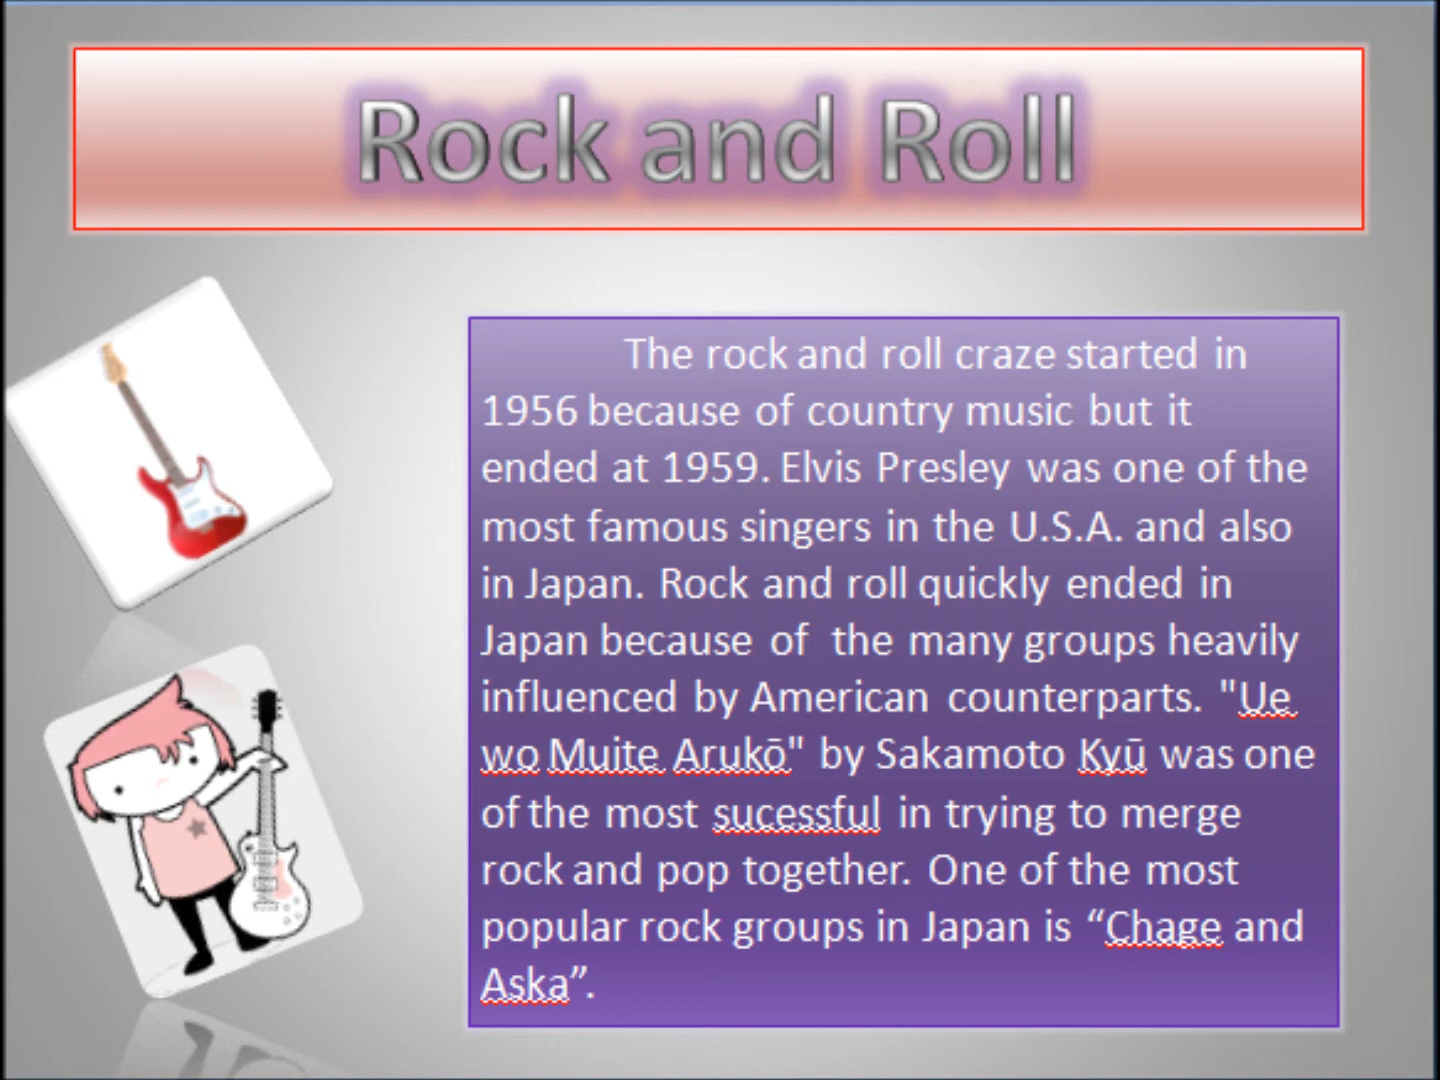 Rock and Roll
The rock and roll craze started in
1956 because of country music but it
ended at 1959. Elvis Presley was one of the
most famous singers in the U.S.A. and also
in Japan. Rock and roll quickly ended in
Japan because of the many groups heavily
influenced by American counterparts. "Ue
wo Muite Arukō" by Sakamoto Kyū was one
of the most sucessful in trying to merge
rock and pop together. One of the most
popular rock groups in Japan is “Chage and
Aska”.